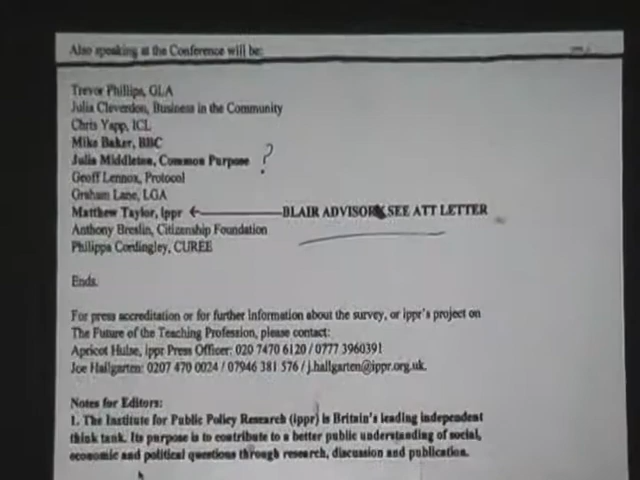 Also speaking at the Conference will be:
Trevor Phillips, GLA
Julia Cleverdon, Business in the Community
Chris Yapp, ICL
Mike Baker, BBC
Julia Middleton, Common Purpose ?
Geoff Lennox, Protocol
Graham Lane, LGA
Matthew Taylor, ippr ← BLAIR ADVISOR SEE ATT LETTER
Anthony Breslin, Citizenship Foundation
Philippa Cordingley, CUREE
Ends.
For press accreditation or for further information about the survey, or ippr's project on
The Future of the Teaching Profession, please contact:
Apricot Hulse, ippr Press Officer: 020 7470 6120 / 0777 3960391
Joe Hallgarten: 0207 470 0024 / 07946 381 576 / j.hallgarten@ippr.org.uk.
Notes for Editors:
1. The Institute for Public Policy Research (ippr) is Britain's leading independent
think tank. Its purpose is to contribute to a better public understanding of social,
economic and political questions through research, discussion and publication.